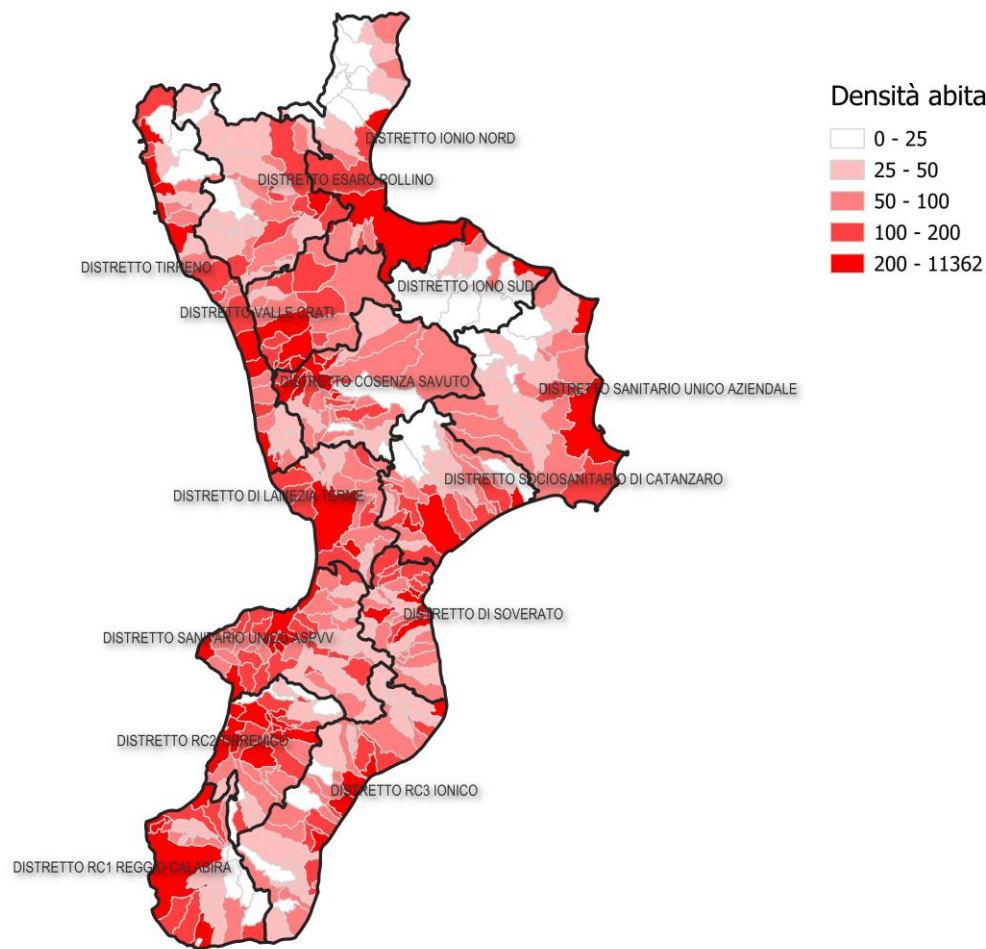 Densità abita
0 - 25
25 - 50
50 - 100
100 - 200
200 - 11362
DISTRETTO IONIO NORD
DISTRETTO ESARO POLLINO
DISTRETTO TIRRENO
DISTRETTO IONO SUD
DISTRETTO VALLE CRATI
DISTRETTO COSENZA SAVUTO
DISTRETTO SANITARIO UNICO AZIENDALE
DISTRETTO SOCIOSANITARIO DI CATANZARO
DISTRETTO DI LAMEZIA TERME
DISTRETTO DI SOVERATO
DISTRETTO SANITARIO UNICO ASPVV
DISTRETTO RC2 TIRRENICO
DISTRETTO RC3 IONICO
DISTRETTO RC1 REGGIO CALABIRA